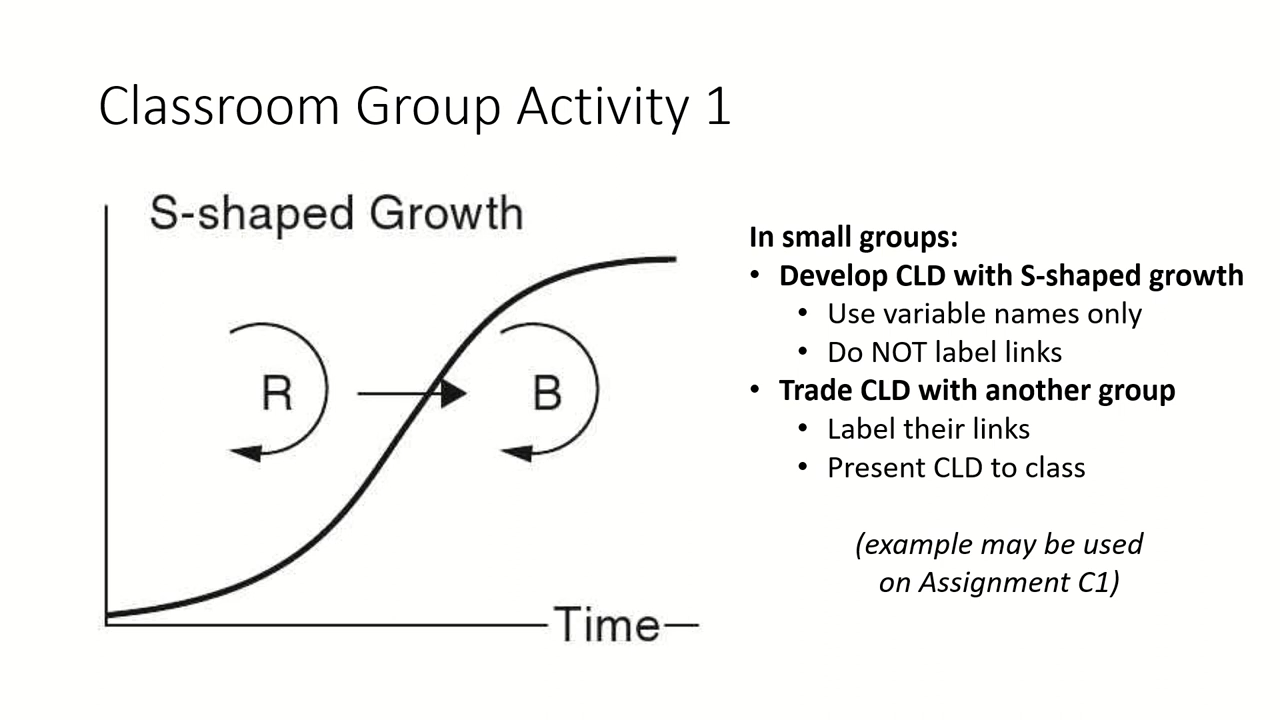 Classroom Group Activity 1
S-shaped Growth
R
B
Time
In small groups:
• Develop CLD with S-shaped growth
• Use variable names only
• Do NOT label links
• Trade CLD with another group
• Label their links
• Present CLD to class
(example may be used
on Assignment C1)